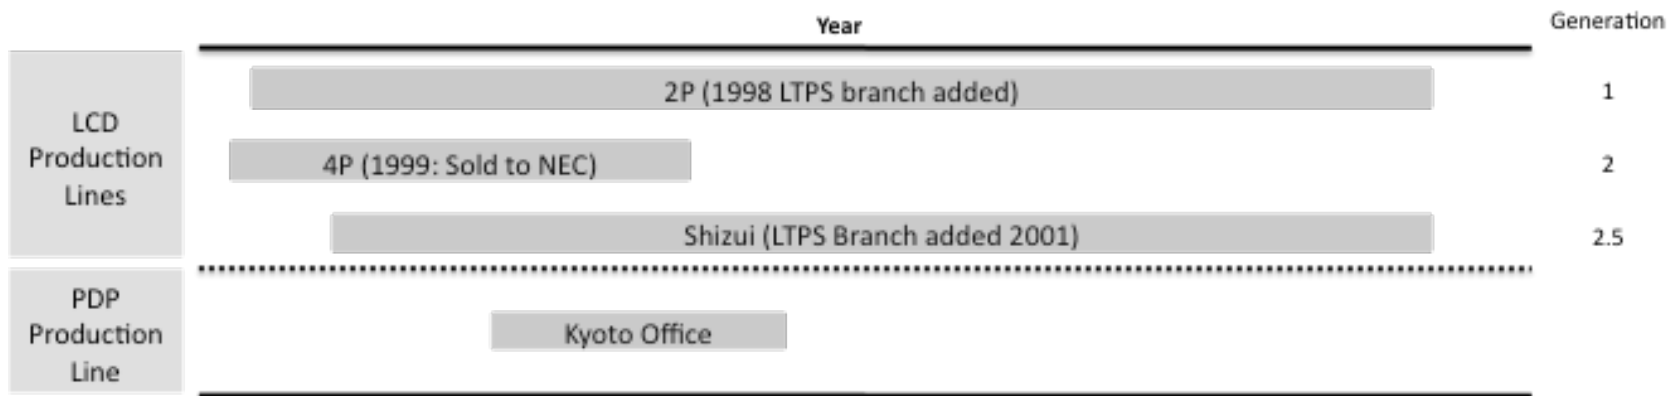 Year
Generation
LCD
Production
Lines
2P (1998 LTPS branch added)
1
4P (1999: Sold to NEC)
2
Shizui (LTPS Branch added 2001)
2.5
PDP
Production
Line
Kyoto Office